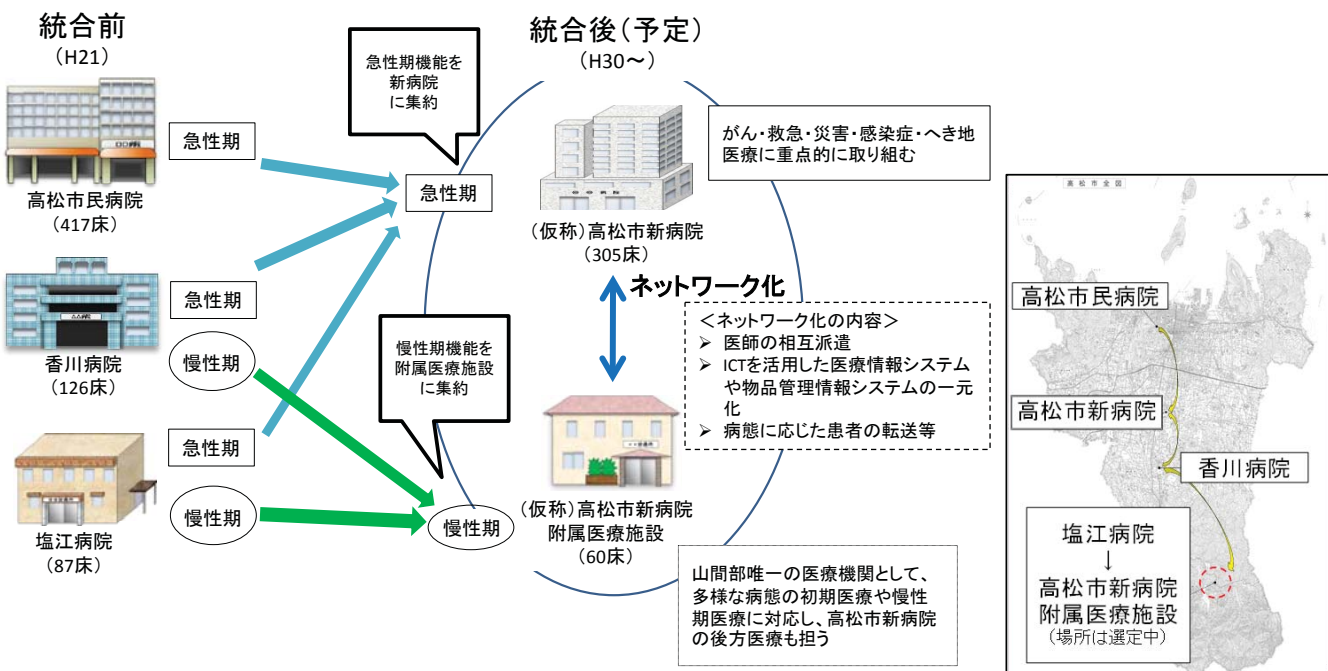 統合前
（H21）
高松市民病院
（417床）
急性期
香川病院
（126床）
急性期
慢性期
塩江病院
（87床）
急性期
慢性期
急性期機能を
新病院
に集約
慢性期機能を
附属医療施設
に集約
統合後（予定）
（H30～）
急性期
（仮称）高松市新病院
（305床）
ネットワーク化
慢性期
（仮称）高松市新病院
附属医療施設
（60床）
がん・救急・災害・感染症・へき地
医療に重点的に取り組む
＜ネットワーク化の内容＞
➢ 医師の相互派遣
➢ ICTを活用した医療情報システム
や物品管理情報システムの一元
化
➢ 病態に応じた患者の転送等
山間部唯一の医療機関として、
多様な病態の初期医療や慢性
期医療に対応し、高松市新病院
の後方医療も担う
高松市全図
高松市民病院
高松市新病院
香川病院
塩江病院
↓
高松市新病院
附属医療施設
（場所は選定中）